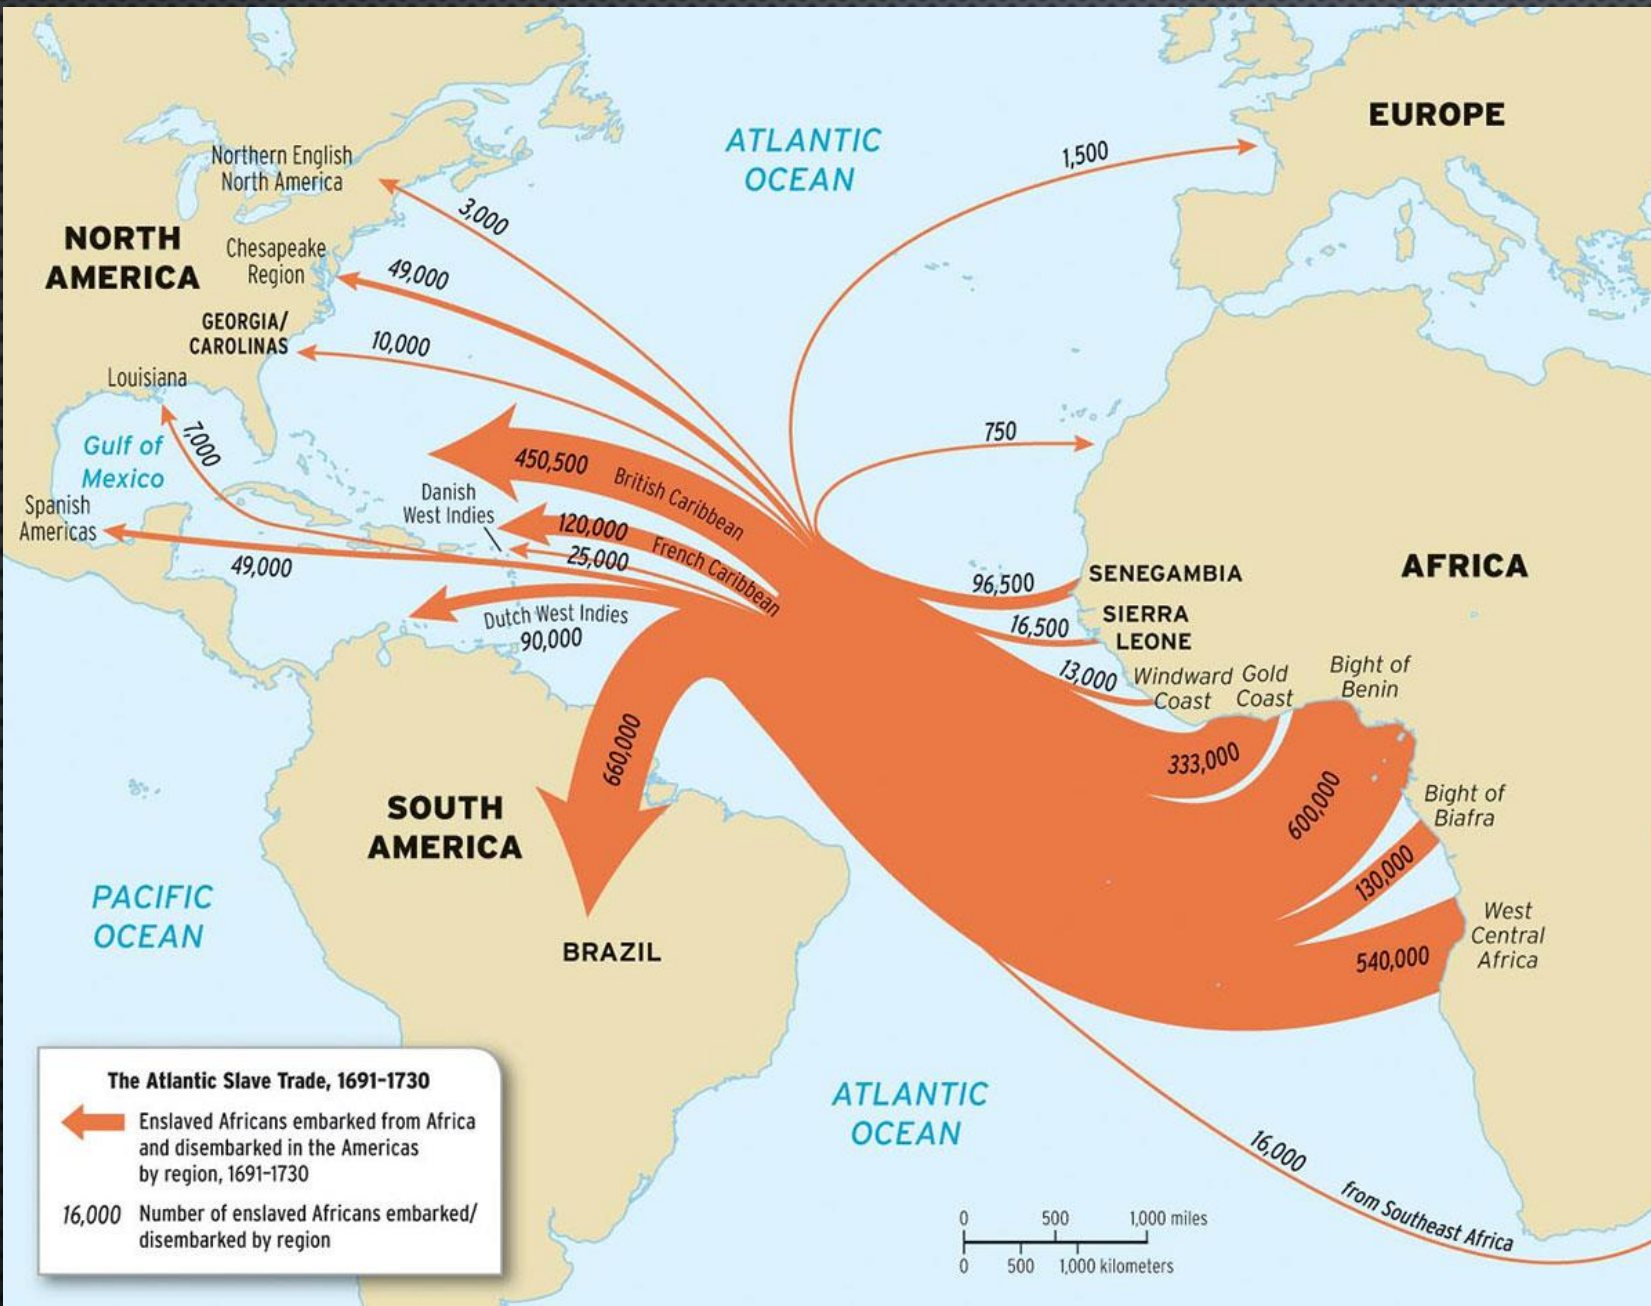 ATLANTIC
OCEAN
1,500
EUROPE
Northern English
North America
3,000
NORTH
AMERICA
Chesapeake
Region
49,000
GEORGIA/
CAROLINAS
10,000
Louisiana
7,000
Gulf of
Mexico
750
450,500 British Caribbean
Danish
West Indies
Spanish
Americas
120,000 French Caribbean
25,000
49,000
Dutch West Indies
90,000
96,500
SENEGAMBIA
AFRICA
16,500
SIERRA
LEONE
13,000
Windward
Coast
Gold
Coast
Bight of
Benin
333,000
600,000
Bight of
Biafra
130,000
660,000
SOUTH
AMERICA
PACIFIC
OCEAN
BRAZIL
West
Central
Africa
540,000
ATLANTIC
OCEAN
16,000
from Southeast Africa
The Atlantic Slave Trade, 1691–1730
Enslaved Africans embarked from Africa
and disembarked in the Americas
by region, 1691–1730
16,000 Number of enslaved Africans embarked/
disembarked by region
0 500 1,000 miles
0 500 1,000 kilometers